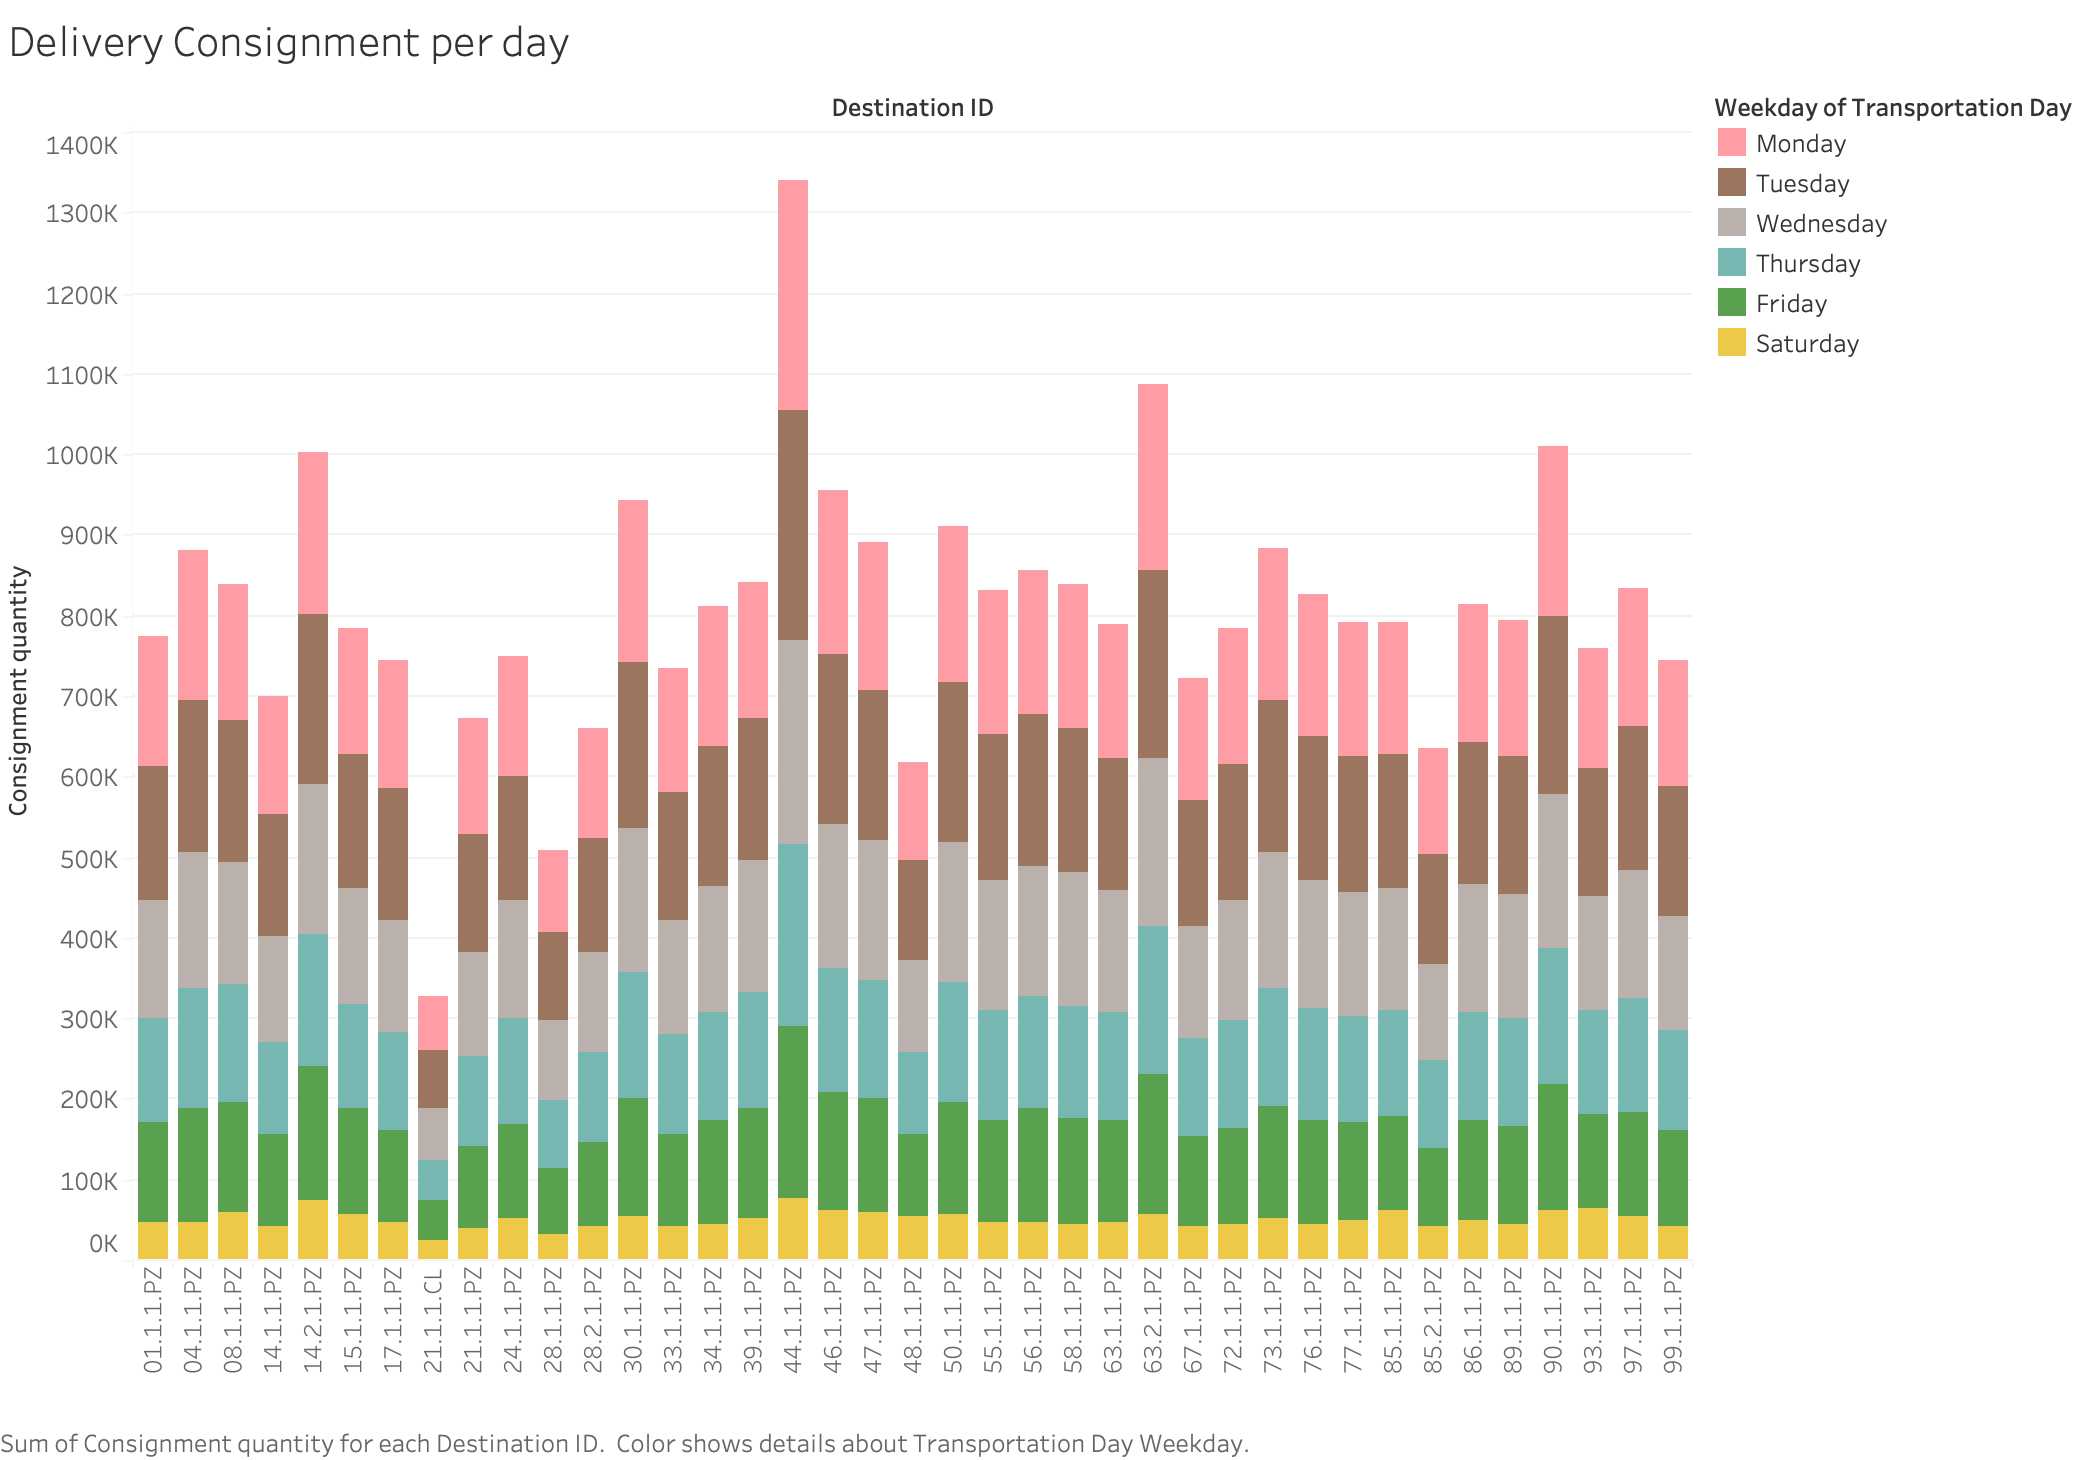 Delivery Consignment per day
Destination ID
Weekday of Transportation Day
Monday
Tuesday
Wednesday
Thursday
Friday
Saturday
Consignment quantity
1400K
1300K
1200K
1100K
1000K
900K
800K
700K
600K
500K
400K
300K
200K
100K
0K
01.1.1.PZ
04.1.1.PZ
08.1.1.PZ
14.1.1.PZ
14.2.1.PZ
15.1.1.PZ
17.1.1.PZ
21.1.1.CL
21.1.1.PZ
24.1.1.PZ
28.1.1.PZ
28.2.1.PZ
30.1.1.PZ
33.1.1.PZ
34.1.1.PZ
39.1.1.PZ
44.1.1.PZ
46.1.1.PZ
47.1.1.PZ
48.1.1.PZ
50.1.1.PZ
55.1.1.PZ
56.1.1.PZ
58.1.1.PZ
63.1.1.PZ
63.2.1.PZ
67.1.1.PZ
72.1.1.PZ
73.1.1.PZ
76.1.1.PZ
77.1.1.PZ
85.1.1.PZ
85.2.1.PZ
86.1.1.PZ
89.1.1.PZ
90.1.1.PZ
93.1.1.PZ
97.1.1.PZ
99.1.1.PZ
Sum of Consignment quantity for each Destination ID.  Color shows details about Transportation Day Weekday.